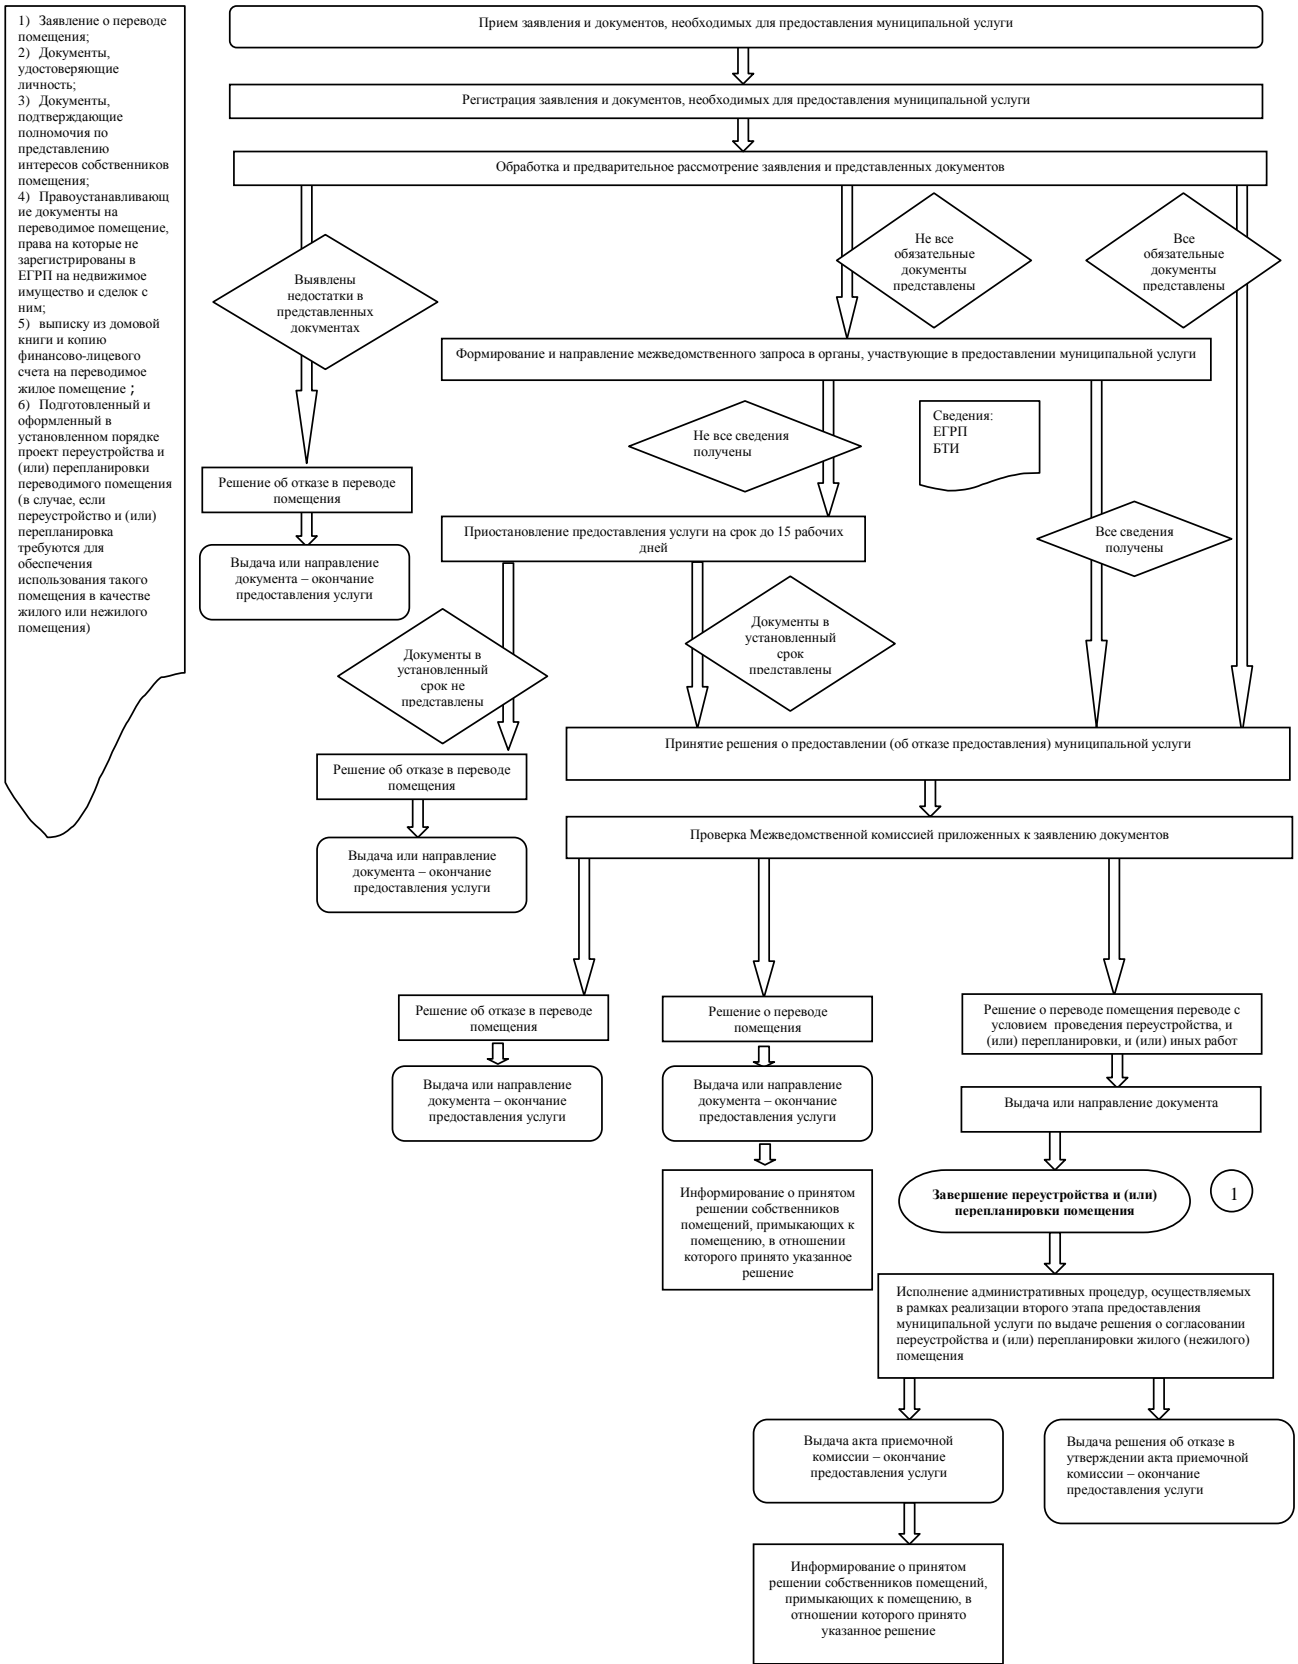 1) Заявление о переводе
помещения;
2) Документы,
удостоверяющие
личность;
3) Документы,
подтверждающие
полномочия по
представлению
интересов собственников
помещения;
4) Правоустанавливающ
ие документы на
переводимое помещение,
права на которые не
зарегистрированы в
ЕГРП на недвижимое
имущество и сделок с
ним;
5) выписку из домовой
книги и копию
финансово-лицевого
счета на переводимое
жилое помещение ;
6) Подготовленный и
оформленный в
установленном порядке
проект переустройства и
(или) перепланировки
переводимого помещения
(в случае, если
переустройство и (или)
перепланировка
требуются для
обеспечения
использования такого
помещения в качестве
жилого или нежилого
помещения)
Прием заявления и документов, необходимых для предоставления муниципальной услуги
Регистрация заявления и документов, необходимых для предоставления муниципальной услуги
Обработка и предварительное рассмотрение заявления и представленных документов
Выявлены
недостатки в
представленных
документах
Не все
обязательные
документы
представлены
Все
обязательные
документы
представлены
Формирование и направление межведомственного запроса в органы, участвующие в предоставлении муниципальной услуги
Не все сведения
получены
Сведения:
ЕГРП
БТИ
Решение об отказе в переводе
помещения
Приостановление предоставления услуги на срок до 15 рабочих
дней
Все сведения
получены
Выдача или направление
документа – окончание
предоставления услуги
Документы в
установленный
срок не
представлены
Документы в
установленный
срок
представлены
Принятие решения о предоставлении (об отказе предоставления) муниципальной услуги
Решение об отказе в переводе
помещения
Проверка Межведомственной комиссией приложенных к заявлению документов
Выдача или направление
документа – окончание
предоставления услуги
Решение об отказе в переводе
помещения
Решение о переводе
помещения
Решение о переводе помещения переводе с
условием проведения переустройства, и
(или) перепланировки, и (или) иных работ
Выдача или направление
документа – окончание
предоставления услуги
Выдача или направление
документа – окончание
предоставления услуги
Выдача или направление документа
Информирование о принятом
решении собственников
помещений, примыкающих к
помещению, в отношении
которого принято указанное
решение
Завершение переустройства и (или)
перепланировки помещения
1
Исполнение административных процедур, осуществляемых
в рамках реализации второго этапа предоставления
муниципальной услуги по выдаче решения о согласовании
переустройства и (или) перепланировки жилого (нежилого)
помещения
Выдача акта приемочной
комиссии – окончание
предоставления услуги
Выдача решения об отказе в
утверждении акта приемочной
комиссии – окончание
предоставления услуги
Информирование о принятом
решении собственников помещений,
примыкающих к помещению, в
отношении которого принято
указанное решение